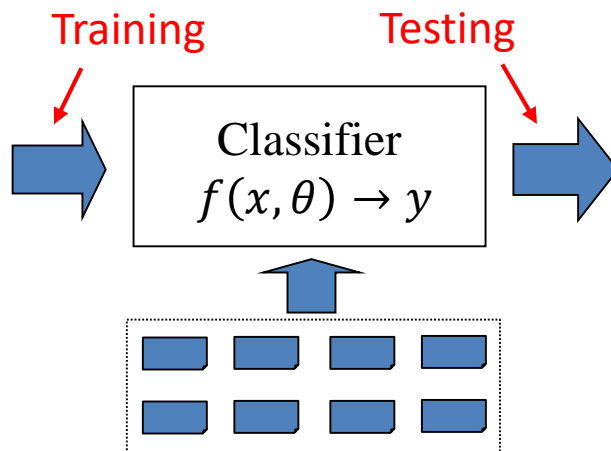 Training
Testing
Classifier
f(x, θ) → y